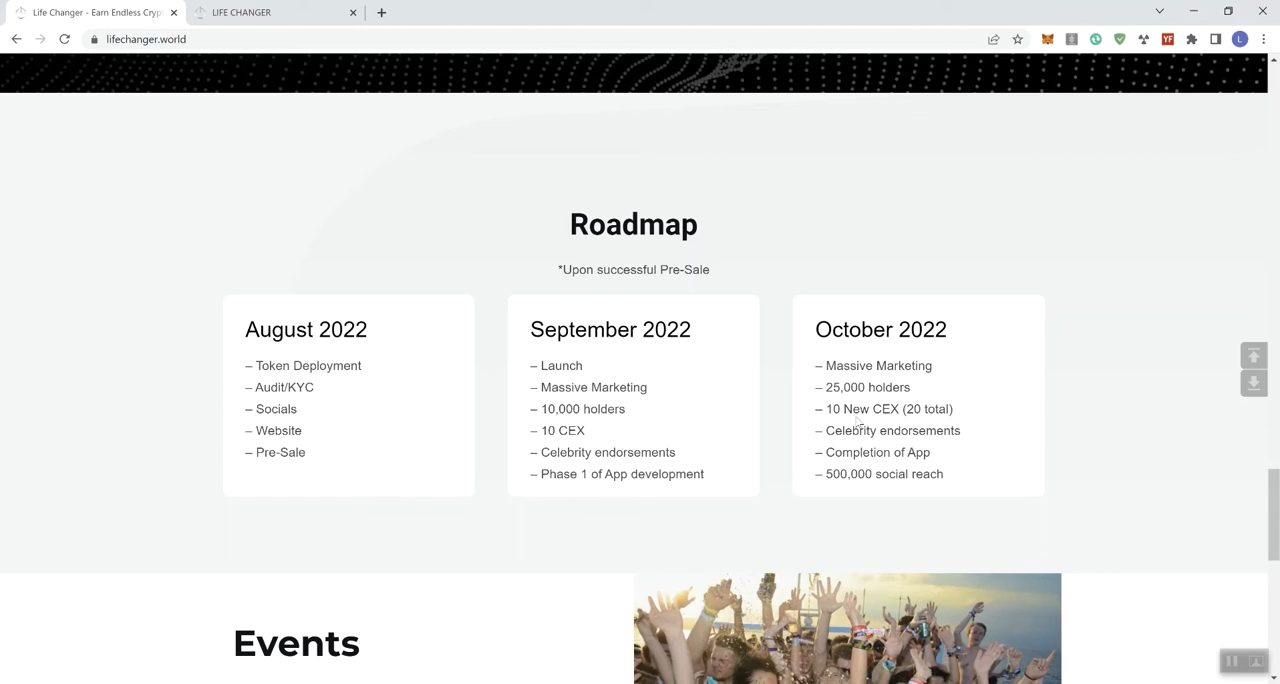 Life Changer - Earn Endless Cryp
LIFE CHANGER
lifechanger.world
YF
L
Roadmap
*Upon successful Pre-Sale
August 2022
– Token Deployment
– Audit/KYC
– Socials
– Website
– Pre-Sale
September 2022
– Launch
– Massive Marketing
– 10,000 holders
– 10 CEX
– Celebrity endorsements
– Phase 1 of App development
October 2022
– Massive Marketing
– 25,000 holders
– 10 New CEX (20 total)
– Celebrity endorsements
– Completion of App
– 500,000 social reach
Events